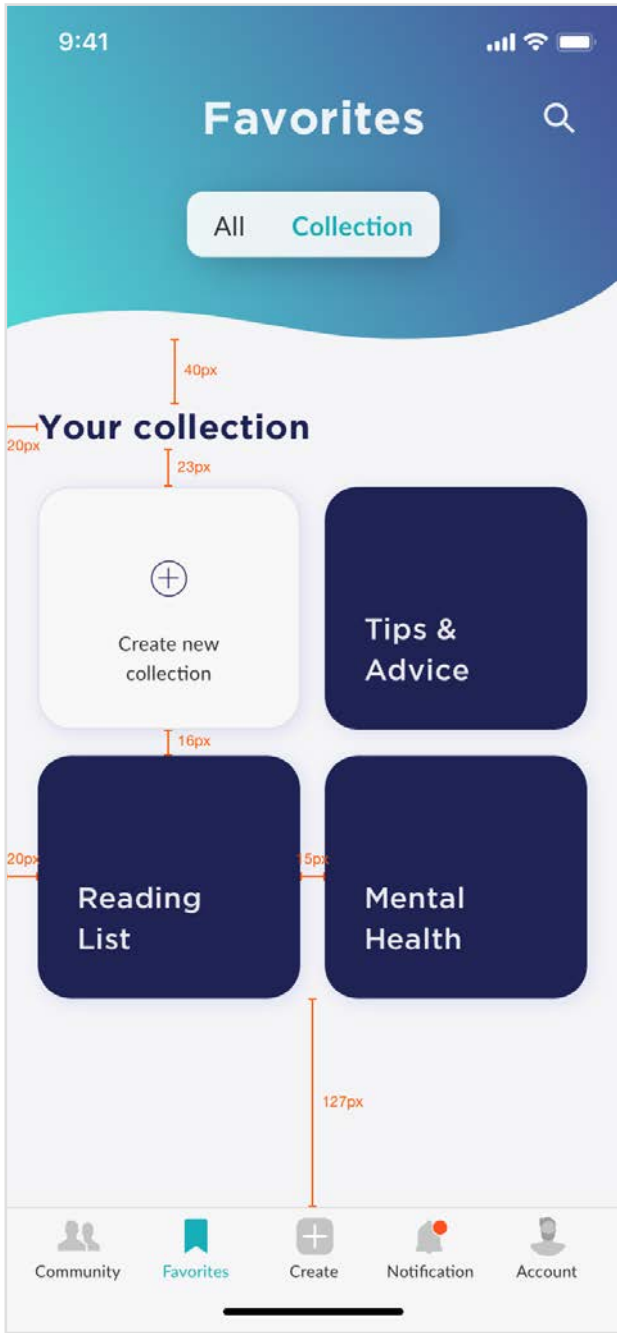 9:41
Favorites
All Collection
40px
Your collection
20px
23px
Create new
collection
Tips &
Advice
16px
20px
15px
Reading
List
Mental
Health
127px
Community Favorites Create Notification Account